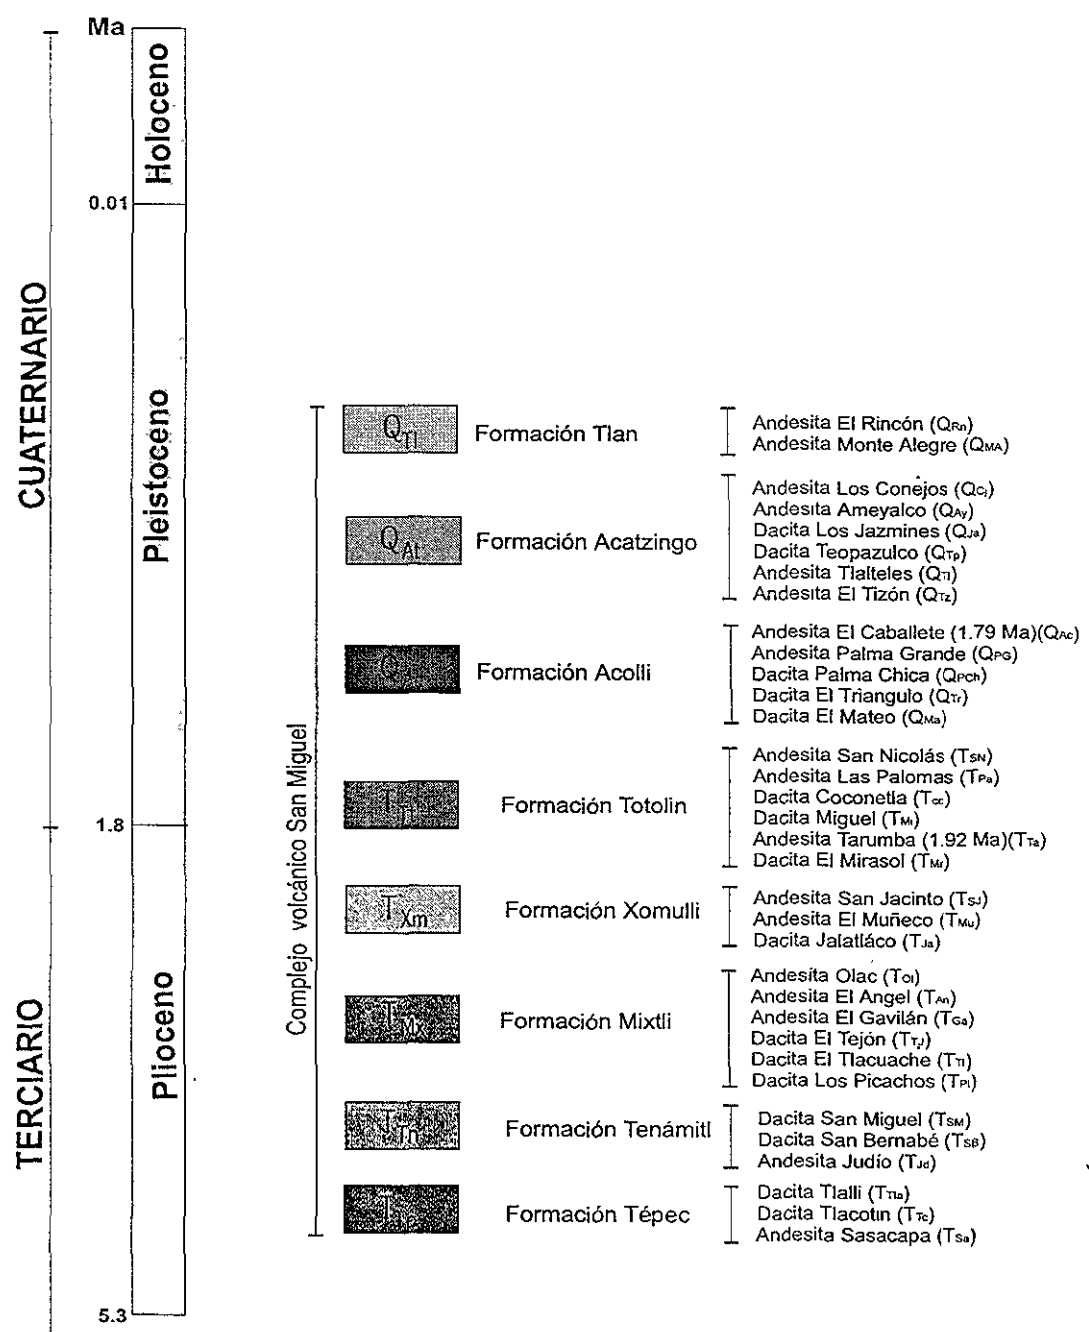 Ma
Holoceno
0.01
CUATERNARIO
Pleistoceno
1.8
TERCIARIO
Plioceno
5.3
Complejo volcánico San Miguel
QTl
Formación Tlan
Andesita El Rincón (QRn)
Andesita Monte Alegre (QMA)
QAt
Formación Acatzingo
Andesita Los Conejos (QCj)
Andesita Ameyalco (QAy)
Dacita Los Jazmines (QJa)
Dacita Teopazulco (QTp)
Andesita Tlalteles (QTl)
Andesita El Tizón (QTz)
Formación Acolli
Andesita El Caballete (1.79 Ma)(QAc)
Andesita Palma Grande (QPG)
Dacita Palma Chica (QPCh)
Dacita El Triangulo (QTr)
Dacita El Mateo (QMa)
Formación Totolin
Andesita San Nicolás (TSN)
Andesita Las Palomas (TPa)
Dacita Coconetla (Tcc)
Dacita Miguel (TMi)
Andesita Tarumba (1.92 Ma)(TTa)
Dacita El Mirasol (TMr)
TXm
Formación Xomulli
Andesita San Jacinto (TSJ)
Andesita El Muñeco (TMu)
Dacita Jalatláco (TJa)
TMx
Formación Mixtli
Andesita Olac (TOl)
Andesita El Angel (TAn)
Andesita El Gavilán (TGa)
Dacita El Tejón (TTJ)
Dacita El Tlacuache (TTl)
Dacita Los Picachos (TPi)
TTn
Formación Tenámitl
Dacita San Miguel (TSM)
Dacita San Bernabé (TSB)
Andesita Judío (TJd)
Formación Tépec
Dacita Tlalli (TTla)
Dacita Tlacotin (TTc)
Andesita Sasacapa (TSa)